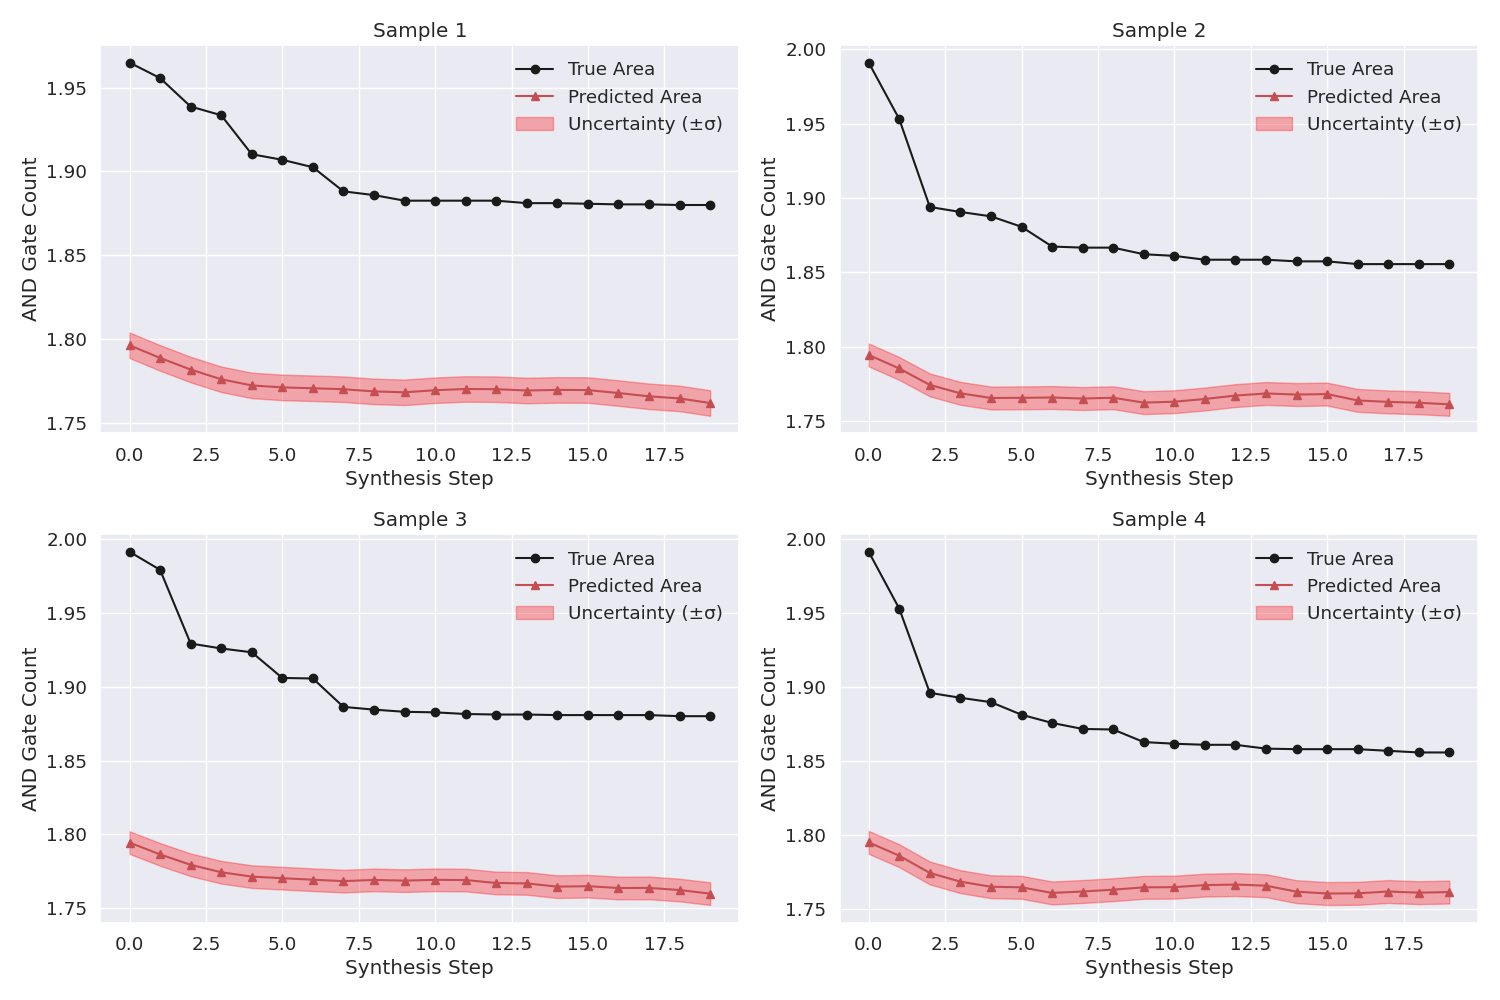 Sample 1
True Area
Predicted Area
Uncertainty (±σ)
AND Gate Count
1.95
1.90
1.85
1.80
1.75
0.0 2.5 5.0 7.5 10.0 12.5 15.0 17.5
Synthesis Step
Sample 2
True Area
Predicted Area
Uncertainty (±σ)
AND Gate Count
2.00
1.95
1.90
1.85
1.80
1.75
0.0 2.5 5.0 7.5 10.0 12.5 15.0 17.5
Synthesis Step
Sample 3
True Area
Predicted Area
Uncertainty (±σ)
AND Gate Count
2.00
1.95
1.90
1.85
1.80
1.75
0.0 2.5 5.0 7.5 10.0 12.5 15.0 17.5
Synthesis Step
Sample 4
True Area
Predicted Area
Uncertainty (±σ)
AND Gate Count
2.00
1.95
1.90
1.85
1.80
1.75
0.0 2.5 5.0 7.5 10.0 12.5 15.0 17.5
Synthesis Step